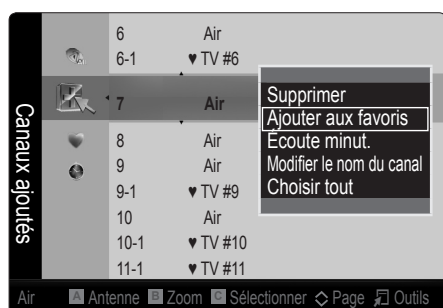 Canaux ajoutés
6 Air
6-1 ♥ TV #6
7 Air
8 Air
9 Air
9-1 ♥ TV #9
10 Air
10-1 ♥ TV #10
11-1 ♥ TV #11
Supprimer
Ajouter aux favoris
Écoute minut.
Modifier le nom du canal
Choisir tout
Air A Antenne B Zoom C Sélectionner Page Outils